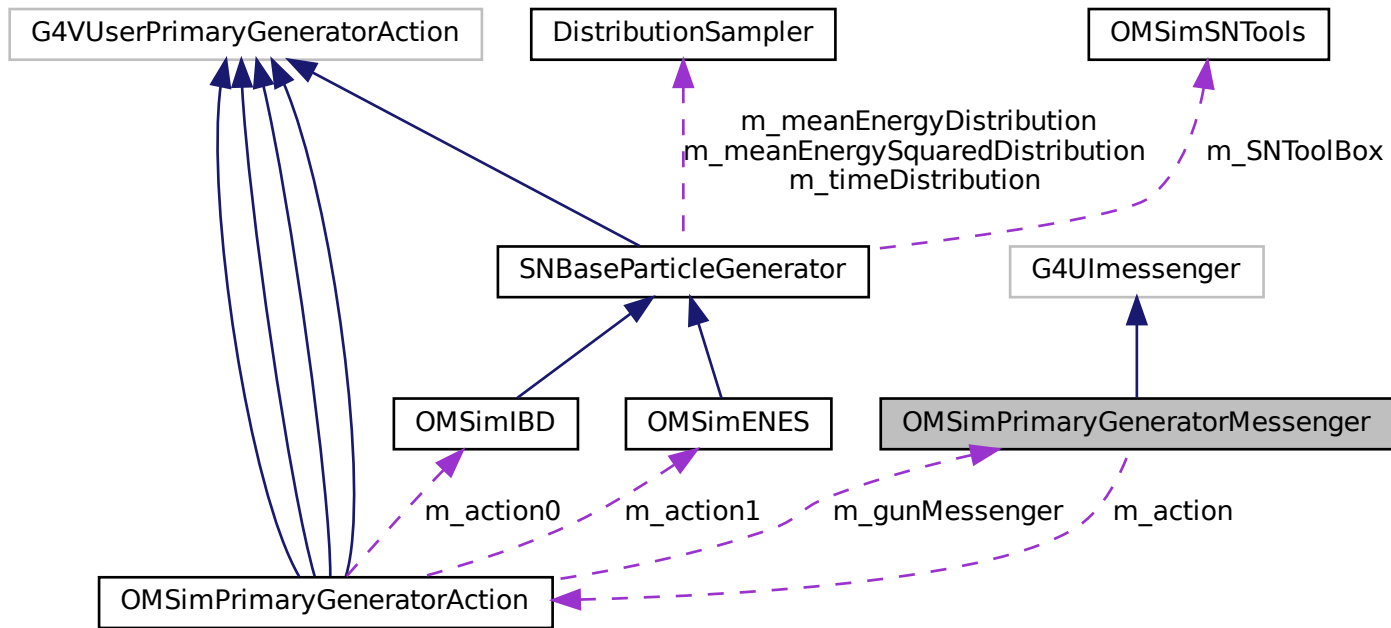 G4VUserPrimaryGeneratorAction
DistributionSampler
OMSimSNTools
m_meanEnergyDistribution
m_meanEnergySquaredDistribution
m_timeDistribution
m_SNToolBox
SNBaseParticleGenerator
G4UImessenger
OMSimIBD
OMSimENES
OMSimPrimaryGeneratorMessenger
m_action0
m_action1
m_gunMessenger
m_action
OMSimPrimaryGeneratorAction